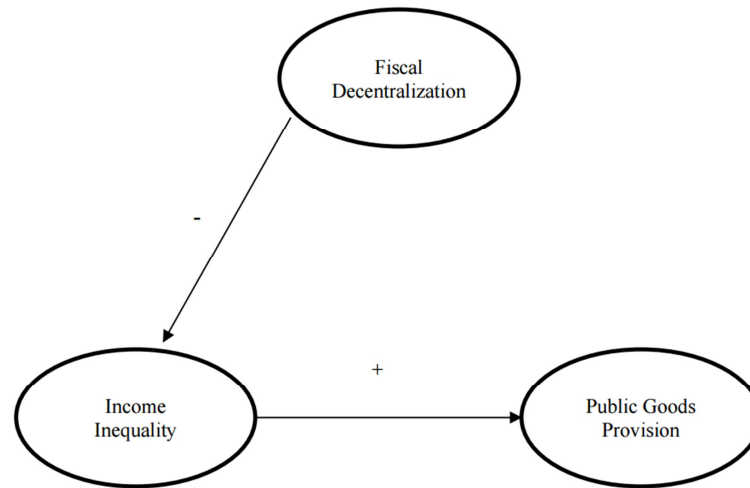 Fiscal
Decentralization
-
+
Income
Inequality
Public Goods
Provision